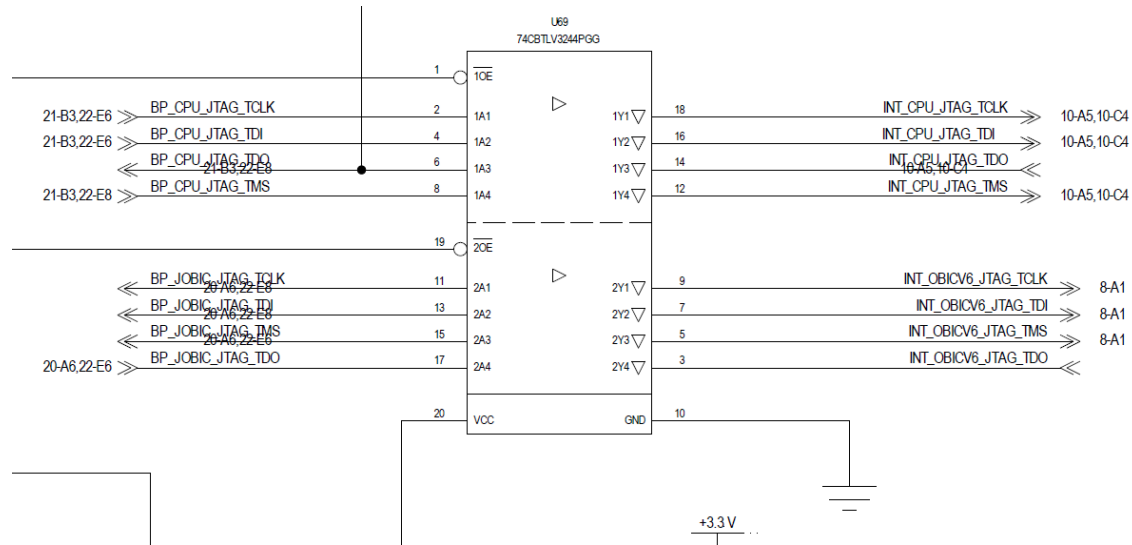 U69
74CBTLV3244PGG
1 1OE
21-B3,22-E6 BP_CPU_JTAG_TCLK 2 1A1 1Y1 18 INT_CPU_JTAG_TCLK 10-A5,10-C4
21-B3,22-E6 BP_CPU_JTAG_TDI 4 1A2 1Y2 16 INT_CPU_JTAG_TDI 10-A5,10-C4
BP_CPU_JTAG_TDO 21-B3,22-E8 6 1A3 1Y3 14 INT_CPU_JTAG_TDO 10-A5,10-C4
21-B3,22-E8 BP_CPU_JTAG_TMS 8 1A4 1Y4 12 INT_CPU_JTAG_TMS 10-A5,10-C4
19 2OE
BP_JOBIC_JTAG_TCLK 20-A6,22-E8 11 2A1 2Y1 9 INT_OBICV6_JTAG_TCLK 8-A1
BP_JOBIC_JTAG_TDI 20-A6,22-E8 13 2A2 2Y2 7 INT_OBICV6_JTAG_TDI 8-A1
BP_JOBIC_JTAG_TMS 20-A6,22-E6 15 2A3 2Y3 5 INT_OBICV6_JTAG_TMS 8-A1
20-A6,22-E6 BP_JOBIC_JTAG_TDO 17 2A4 2Y4 3 INT_OBICV6_JTAG_TDO
20 VCC GND 10
+3.3 V